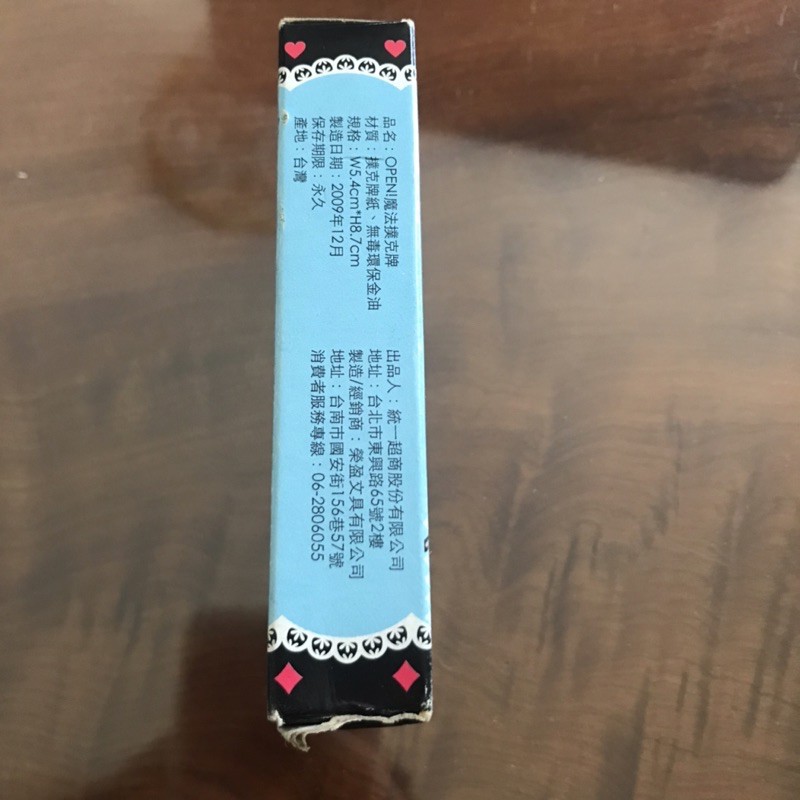 品名：OPEN!魔法撲克牌
材質：撲克牌紙、無毒環保金油
規格：W5.4cm*H8.7cm
製造日期：2009年12月
保存期限：永久
產地：台灣
出品人：統一超商股份有限公司
地址：台北市東興路65號2樓
製造/經銷商：榮盈文具有限公司
地址：台南市國安街156巷57號
消費者服務專線：06-2806055